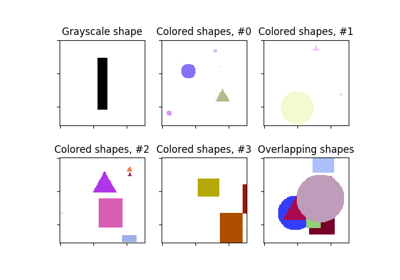 Grayscale shape
Colored shapes, #0
Colored shapes, #1
Colored shapes, #2
Colored shapes, #3
Overlapping shapes